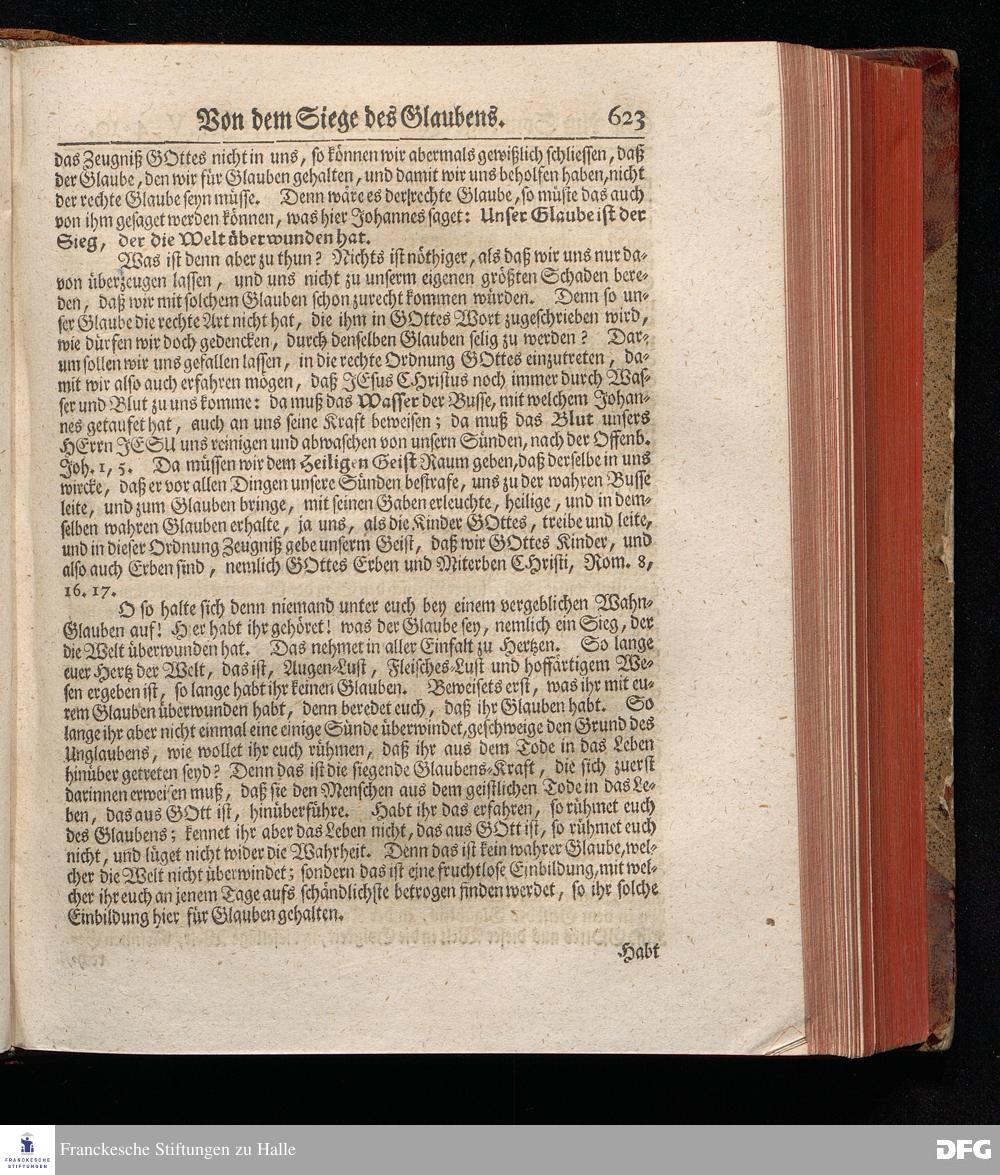 Von dem Siege des Glaubens. 623
das Zeugniß GOttes nicht in uns, so können wir abermals gewißlich schliessen, daß
der Glaube, den wir für Glauben gehalten, und damit wir uns beholfen haben, nicht
der rechte Glaube seyn müsse. Denn wäre es der rechte Glaube, so müste das auch
von ihm gesaget werden können, was hier Johannes saget: Unser Glaube ist der
Sieg, der die Welt überwunden hat.
Was ist denn aber zu thun? Nichts ist nöthiger, als daß wir uns nur da-
von überzeugen lassen, und uns nicht zu unserm eigenen größten Schaden bere-
den, daß wir mit solchem Glauben schon zurecht kommen würden. Denn so un-
ser Glaube die rechte Art nicht hat, die ihm in GOttes Wort zugeschrieben wird,
wie dürfen wir doch gedencken, durch denselben Glauben selig zu werden? Dar-
um sollen wir uns gefallen lassen, in die rechte Ordnung GOttes einzutreten, da-
mit wir also auch erfahren mögen, daß JEsus CHristus noch immer durch Was-
ser und Blut zu uns komme: da muß das Wasser der Busse, mit welchem Johan-
nes getaufet hat, auch an uns seine Kraft beweisen; da muß das Blut unsers
HErrn JESU uns reinigen und abwaschen von unsern Sünden, nach der Offenb.
Joh. 1, 5. Da müssen wir dem Heiligen Geist Raum geben, daß derselbe in uns
wircke, daß er vor allen Dingen unsere Sünden bestrafe, uns zu der wahren Busse
leite, und zum Glauben bringe, mit seinen Gaben erleuchte, heilige, und in dem-
selben wahren Glauben erhalte, ja uns, als die Kinder GOttes, treibe und leite,
und in dieser Ordnung Zeugniß gebe unserm Geist, daß wir GOttes Kinder, und
also auch Erben sind, nemlich GOttes Erben und Miterben CHristi, Rom. 8,
16. 17.
O so halte sich denn niemand unter euch bey einem vergeblichen Wahn-
Glauben auf! Hier habt ihr gehöret! was der Glaube sey, nemlich ein Sieg, der
die Welt überwunden hat. Das nehmet in aller Einfalt zu Hertzen. So lange
euer Hertz der Welt, das ist, Augen-Lust, Fleisches-Lust und hoffärtigem We-
sen ergeben ist, so lange habt ihr keinen Glauben. Beweisets erst, was ihr mit eu-
rem Glauben überwunden habt, denn beredet euch, daß ihr Glauben habt. So
lange ihr aber nicht einmal eine einige Sünde überwindet, geschweige den Grund des
Unglaubens, wie wollet ihr euch rühmen, daß ihr aus dem Tode in das Leben
hinüber getreten seyd? Denn das ist die siegende Glaubens-Kraft, die sich zuerst
darinnen erweisen muß, daß sie den Menschen aus dem geistlichen Tode in das Le-
ben, das aus GOtt ist, hinüberführe. Habt ihr das erfahren, so rühmet euch
des Glaubens; kennet ihr aber das Leben nicht, das aus GOtt ist, so rühmet euch
nicht, und lüget nicht wider die Wahrheit. Denn das ist kein wahrer Glaube, wel-
cher die Welt nicht überwindet; sondern das ist eine fruchtlose Einbildung, mit wel-
cher ihr euch an jenem Tage aufs schändlichste betrogen finden werdet, so ihr solche
Einbildung hier für Glauben gehalten.
Habt
FRANCKESCHE
STIFTUNGEN
Franckesche Stiftungen zu Halle
DFG